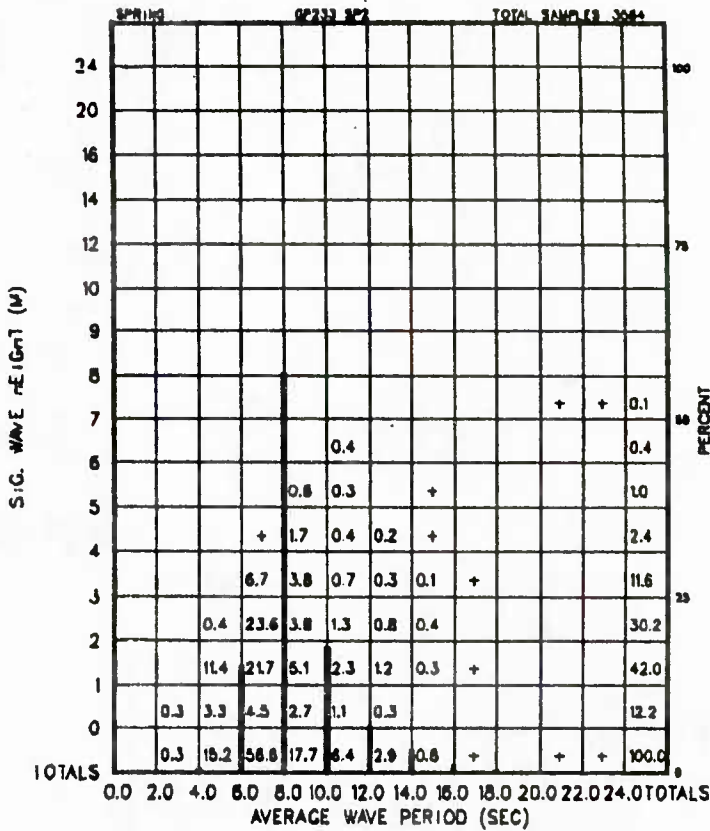 SPRING GP233 SP2 TOTAL SAMPLES 3084
24 100
20
16
14
12 75
10
9
8
7 + + 0.1 50
6 0.4 0.4
5 0.3 + 1.0
4 + 1.7 0.4 0.2 + 2.4
3 6.7 3.8 0.7 0.3 0.1 + 11.6 25
2 0.4 23.6 3.8 1.3 0.8 0.4 30.2
1 11.4 21.7 5.1 2.3 1.2 0.3 + 42.0
0 0.3 3.3 4.5 2.7 1.1 0.3 12.2
TOTALS 0.3 15.2 56.6 17.7 6.4 2.9 + + + 100.0 0
0.0 2.0 4.0 6.0 8.0 10.0 12.0 14.0 16.0 18.0 20.0 22.0 24.0 TOTALS
AVERAGE WAVE PERIOD (SEC)
SIG. WAVE HEIGHT (M)
PERCENT